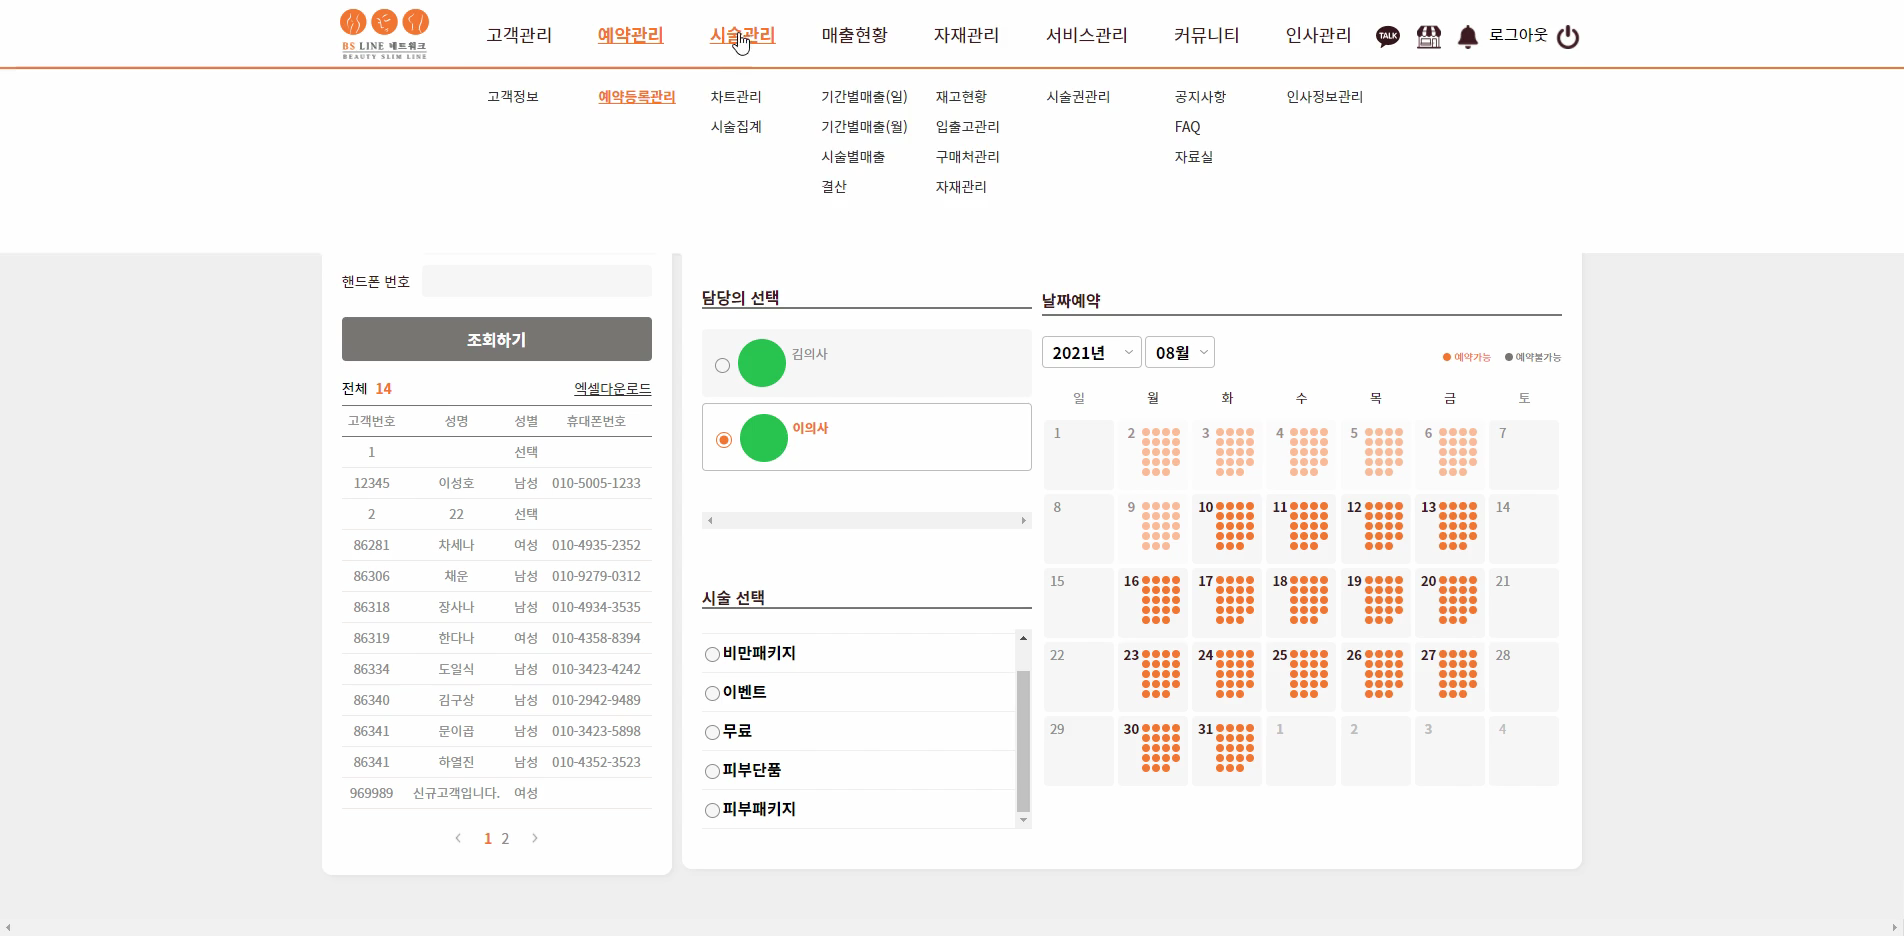 BS LINE 네트워크
BEAUTY SLIM LINE
고객관리 예약관리 시술관리 매출현황 자재관리 서비스관리 커뮤니티 인사관리 TALK 로그아웃
고객정보 예약등록관리 차트관리 기간별매출(일) 재고현황 시술권관리 공지사항 인사정보관리
시술집계 기간별매출(월) 입출고관리 FAQ
시술별매출 구매처관리 자료실
결산 자재관리
핸드폰 번호
조회하기
전체 14 엑셀다운로드
고객번호 성명 성별 휴대폰번호
1 선택
12345 이성호 남성 010-5005-1233
2 22 선택
86281 차세나 여성 010-4935-2352
86306 채운 남성 010-9279-0312
86318 장사나 남성 010-4934-3535
86319 한다나 여성 010-4358-8394
86334 도일식 남성 010-3423-4242
86340 김구상 남성 010-2942-9489
86341 문이곱 남성 010-3423-5898
86341 하열진 남성 010-4352-3523
969989 신규고객입니다. 여성
1 2
담당의 선택
김의사
이의사
시술 선택
비만패키지
이벤트
무료
피부단품
피부패키지
날짜예약
2021년 08월
예약가능 예약불가능
일 월 화 수 목 금 토
1 2 3 4 5 6 7
8 9 10 11 12 13 14
15 16 17 18 19 20 21
22 23 24 25 26 27 28
29 30 31 1 2 3 4